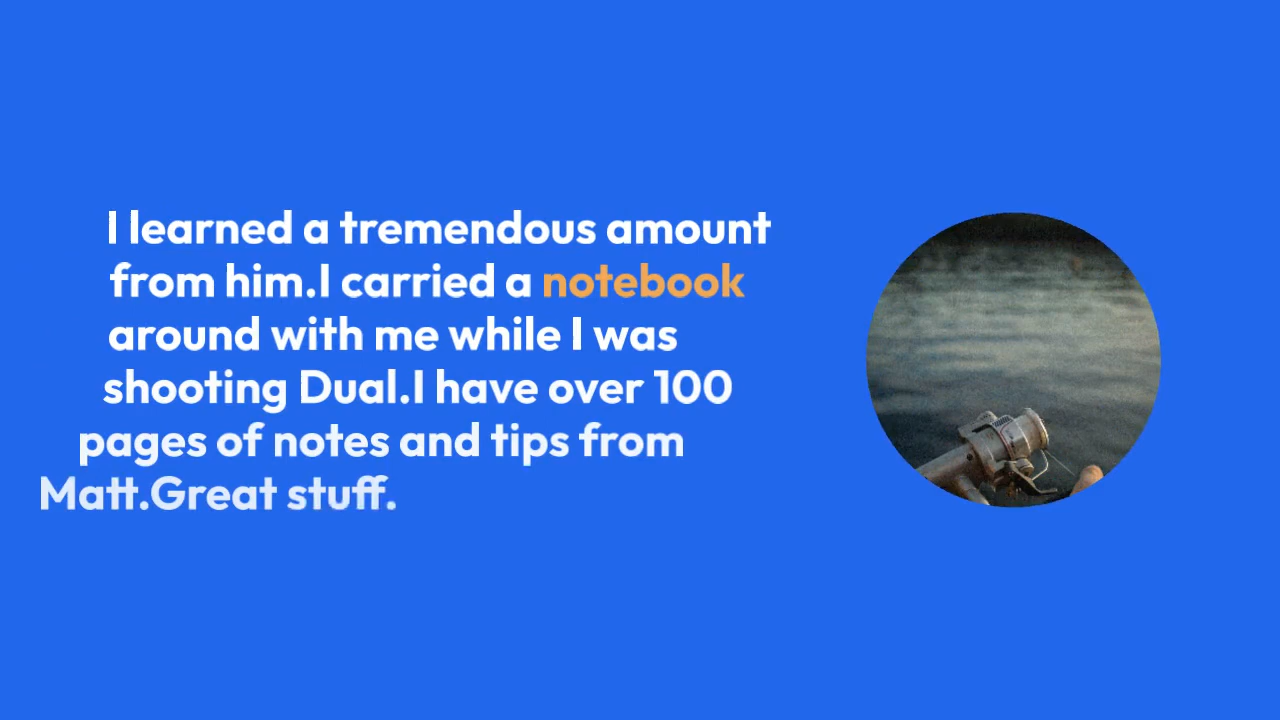 I learned a tremendous amount
from him.I carried a notebook
around with me while I was
shooting Dual.I have over 100
pages of notes and tips from
Matt.Great stuff.